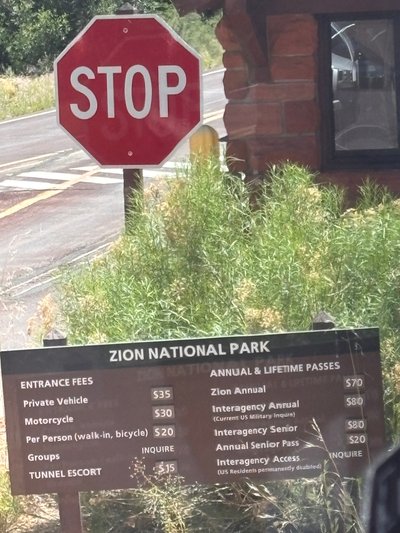 STOP
ZION NATIONAL PARK
ENTRANCE FEES
Private Vehicle $35
Motorcycle $30
Per Person (walk-in, bicycle) $20
Groups INQUIRE
TUNNEL ESCORT $15
ANNUAL & LIFETIME PASSES
Zion Annual $70
Interagency Annual $80
(Current US Military Inquire)
Interagency Senior $80
Annual Senior Pass $20
Interagency Access INQUIRE
(US Residents permanently disabled)